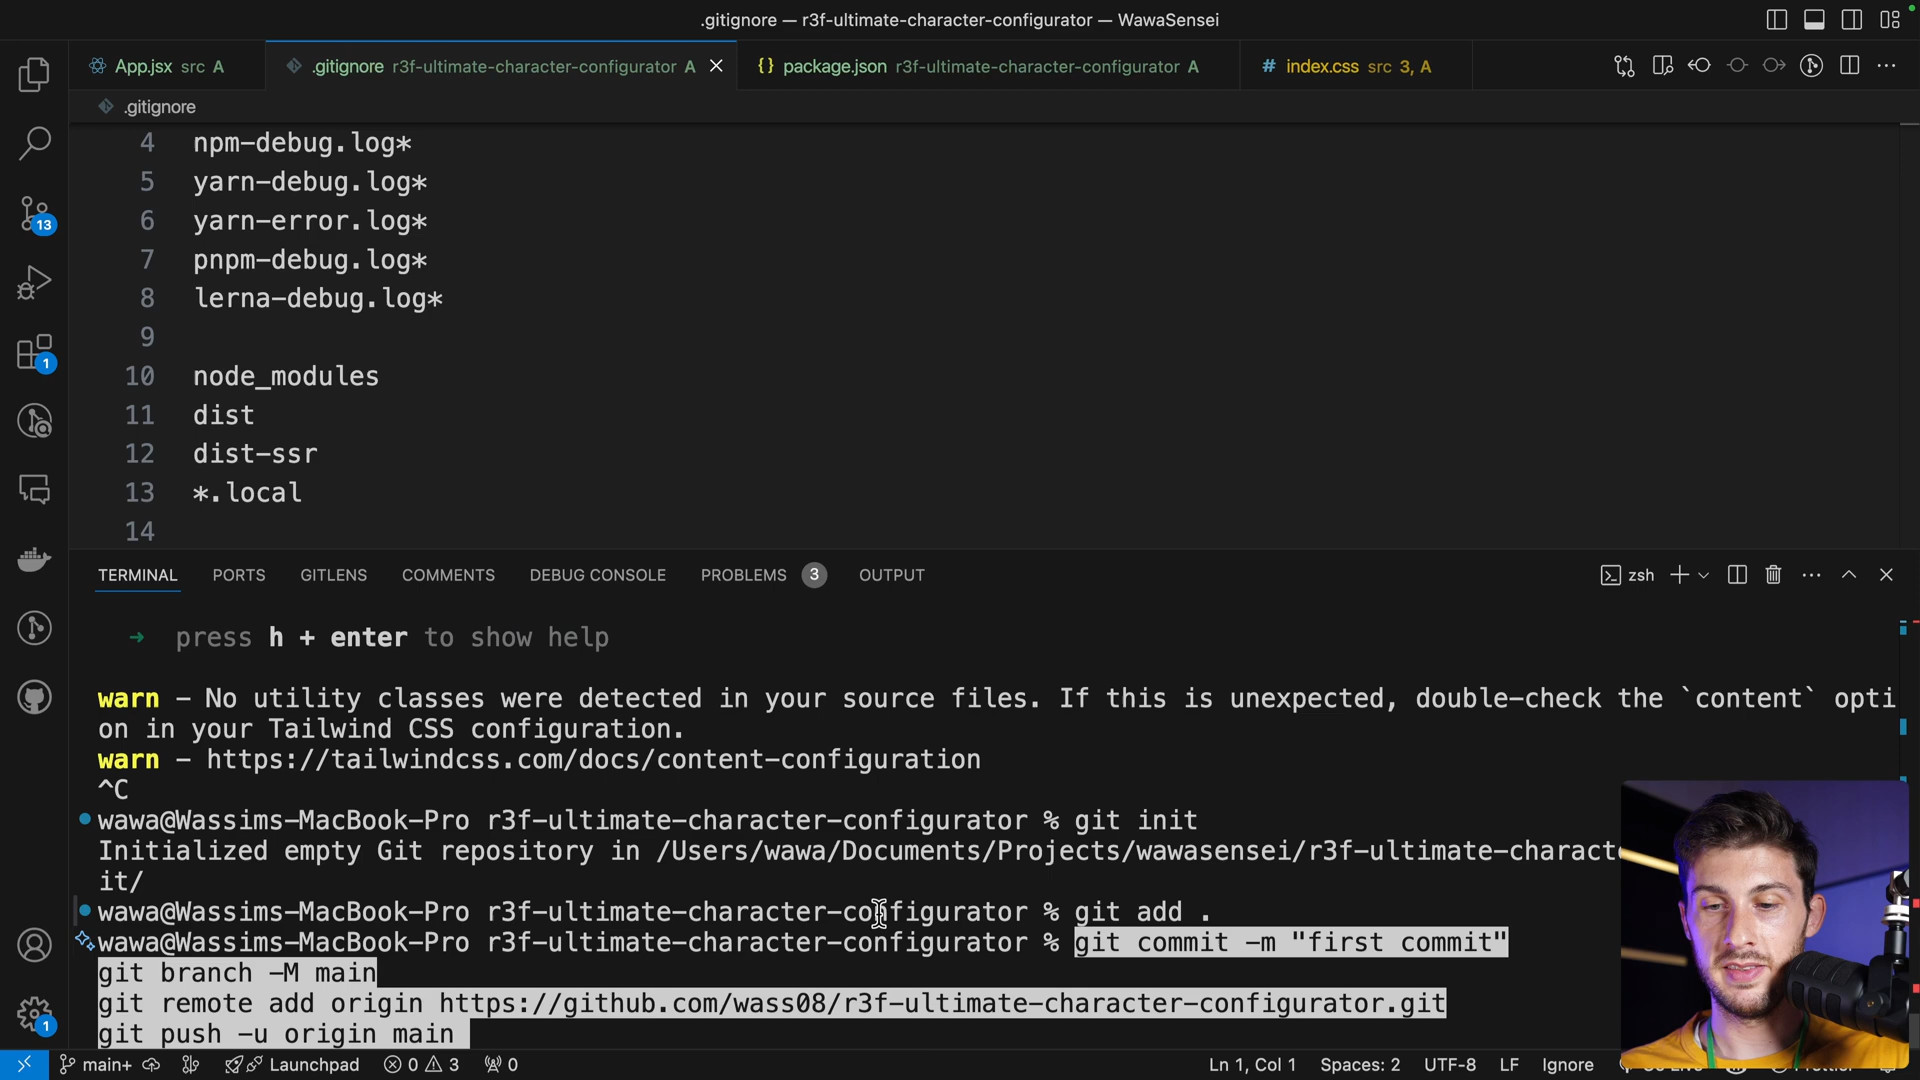 .gitignore — r3f-ultimate-character-configurator — WawaSensei
App.jsx src A
.gitignore r3f-ultimate-character-configurator A
{} package.json r3f-ultimate-character-configurator A
# index.css src 3, A
.gitignore
4 npm-debug.log*
5 yarn-debug.log*
6 yarn-error.log*
7 pnpm-debug.log*
8 lerna-debug.log*
9
10 node_modules
11 dist
12 dist-ssr
13 *.local
14
13
1
1
TERMINAL PORTS GITLENS COMMENTS DEBUG CONSOLE PROBLEMS 3 OUTPUT
zsh
→ press h + enter to show help
warn - No utility classes were detected in your source files. If this is unexpected, double-check the `content` opti
on in your Tailwind CSS configuration.
warn - https://tailwindcss.com/docs/content-configuration
^C
wawa@Wassims-MacBook-Pro r3f-ultimate-character-configurator % git init
Initialized empty Git repository in /Users/wawa/Documents/Projects/wawasensei/r3f-ultimate-charact
it/
wawa@Wassims-MacBook-Pro r3f-ultimate-character-configurator % git add .
wawa@Wassims-MacBook-Pro r3f-ultimate-character-configurator % git commit -m "first commit"
git branch -M main
git remote add origin https://github.com/wass08/r3f-ultimate-character-configurator.git
git push -u origin main
main+ Launchpad 0 3 0
Ln 1, Col 1 Spaces: 2 UTF-8 LF Ignore